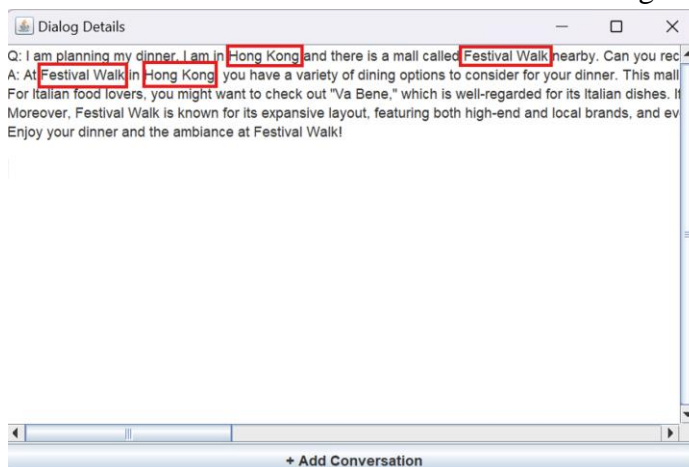 Dialog Details
Q: I am planning my dinner. I am in Hong Kong and there is a mall called Festival Walk nearby. Can you rec
A: At Festival Walk in Hong Kong, you have a variety of dining options to consider for your dinner. This mall
For Italian food lovers, you might want to check out "Va Bene," which is well-regarded for its Italian dishes. If
Moreover, Festival Walk is known for its expansive layout, featuring both high-end and local brands, and ev
Enjoy your dinner and the ambiance at Festival Walk!
+ Add Conversation